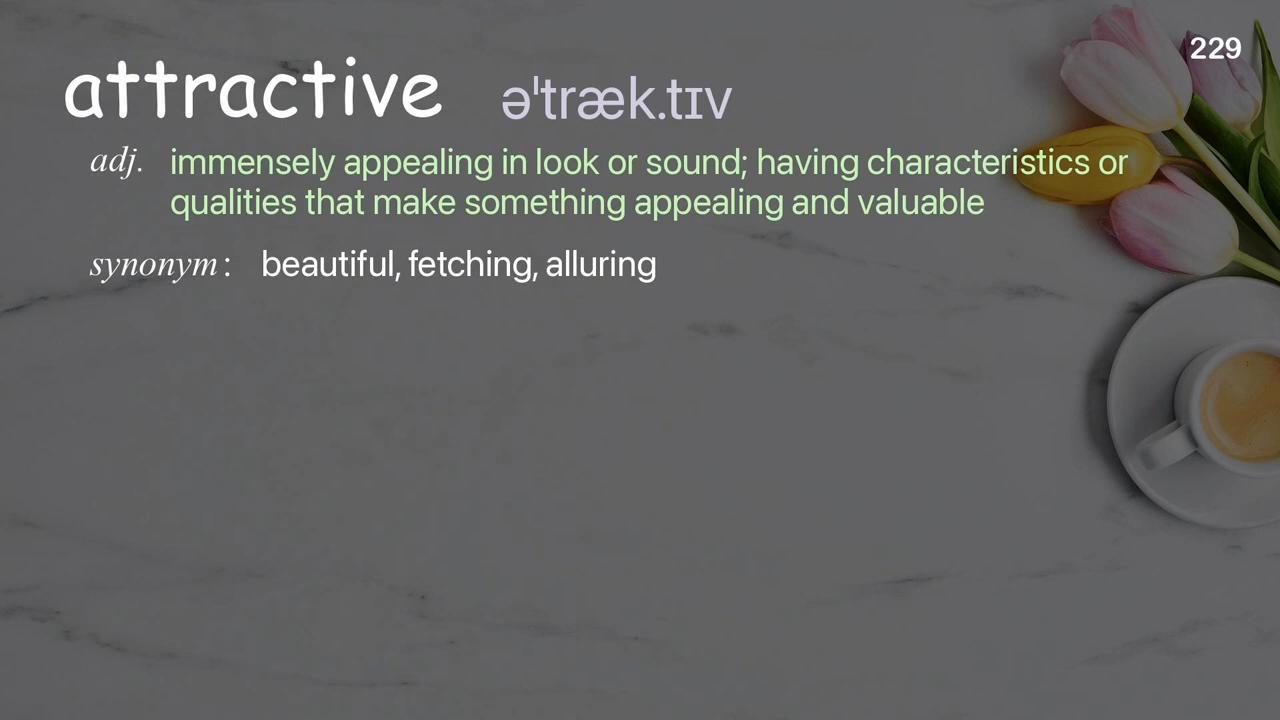 229
attractive əˈtræk.tɪv
adj. immensely appealing in look or sound; having characteristics or
qualities that make something appealing and valuable
synonym : beautiful, fetching, alluring